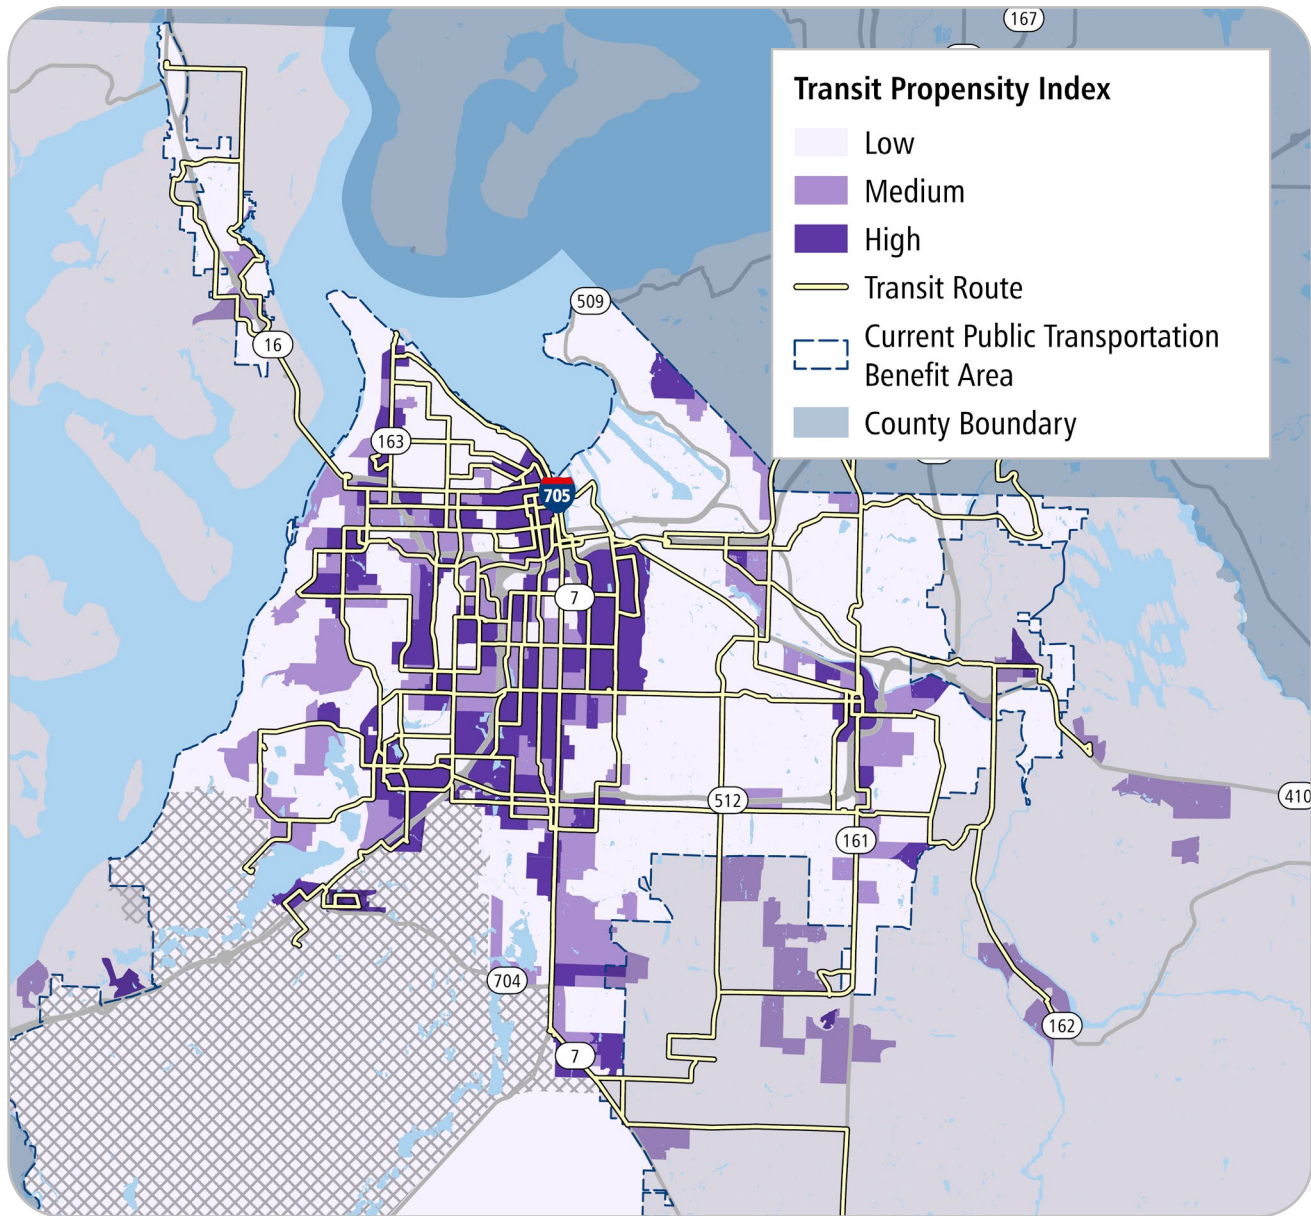 167
Transit Propensity Index
Low
Medium
High
Transit Route
Current Public Transportation
Benefit Area
County Boundary
509
16
163
705
7
512
410
161
704
162
7